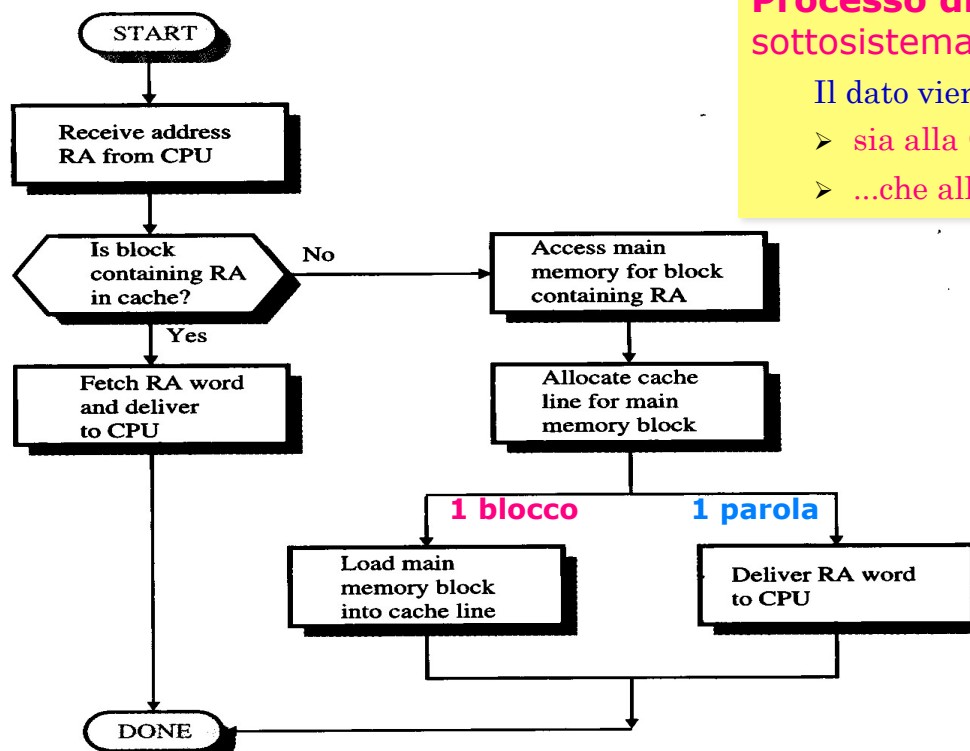 START
Processo di
sottosistema
Il dato
➢ sia alla
➢ ...che
Receive address
RA from CPU
Is block
containing RA
in cache?
No
Access main
memory for block
containing RA
Yes
Fetch RA word
and deliver
to CPU
Allocate cache
line for main
memory block
1 blocco
1 parola
Load main
memory block
into cache line
Deliver RA word
to CPU
DONE